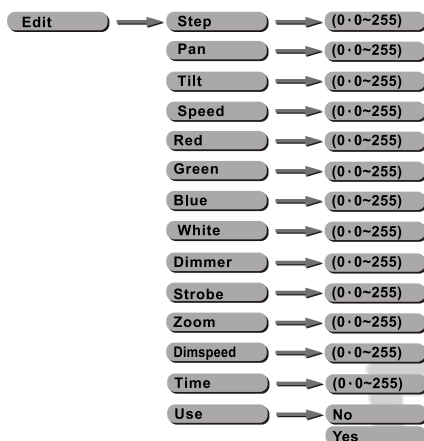 Edit Step (0·0~255)
Pan (0·0~255)
Tilt (0·0~255)
Speed (0·0~255)
Red (0·0~255)
Green (0·0~255)
Blue (0·0~255)
White (0·0~255)
Dimmer (0·0~255)
Strobe (0·0~255)
Zoom (0·0~255)
Dimspeed (0·0~255)
Time (0·0~255)
Use No
Yes